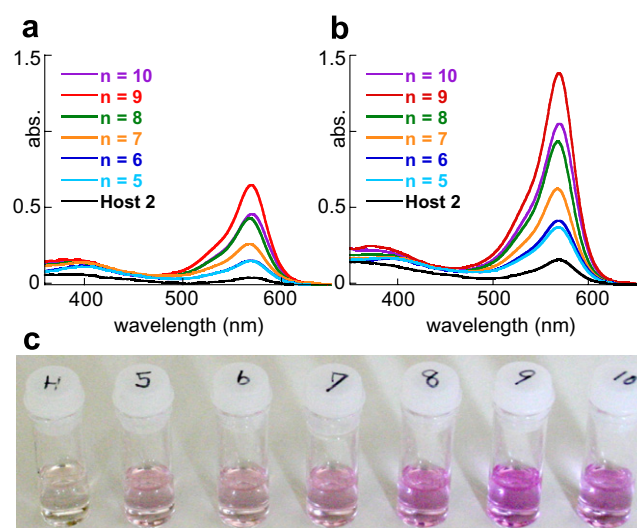 a
b
1.5
n = 10
n = 9
n = 8
n = 7
n = 6
n = 5
Host 2
abs.
0.5
0
400
500
600
wavelength (nm)
1.5
n = 10
n = 9
n = 8
n = 7
n = 6
n = 5
Host 2
abs.
0.5
0
400
500
600
wavelength (nm)
c
H 5 6 7 8 9 10